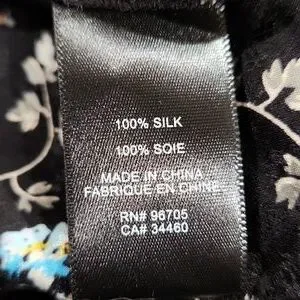 100% SILK
100% SOIE
MADE IN CHINA
FABRIQUE EN CHINE
RN# 96705
CA# 34460